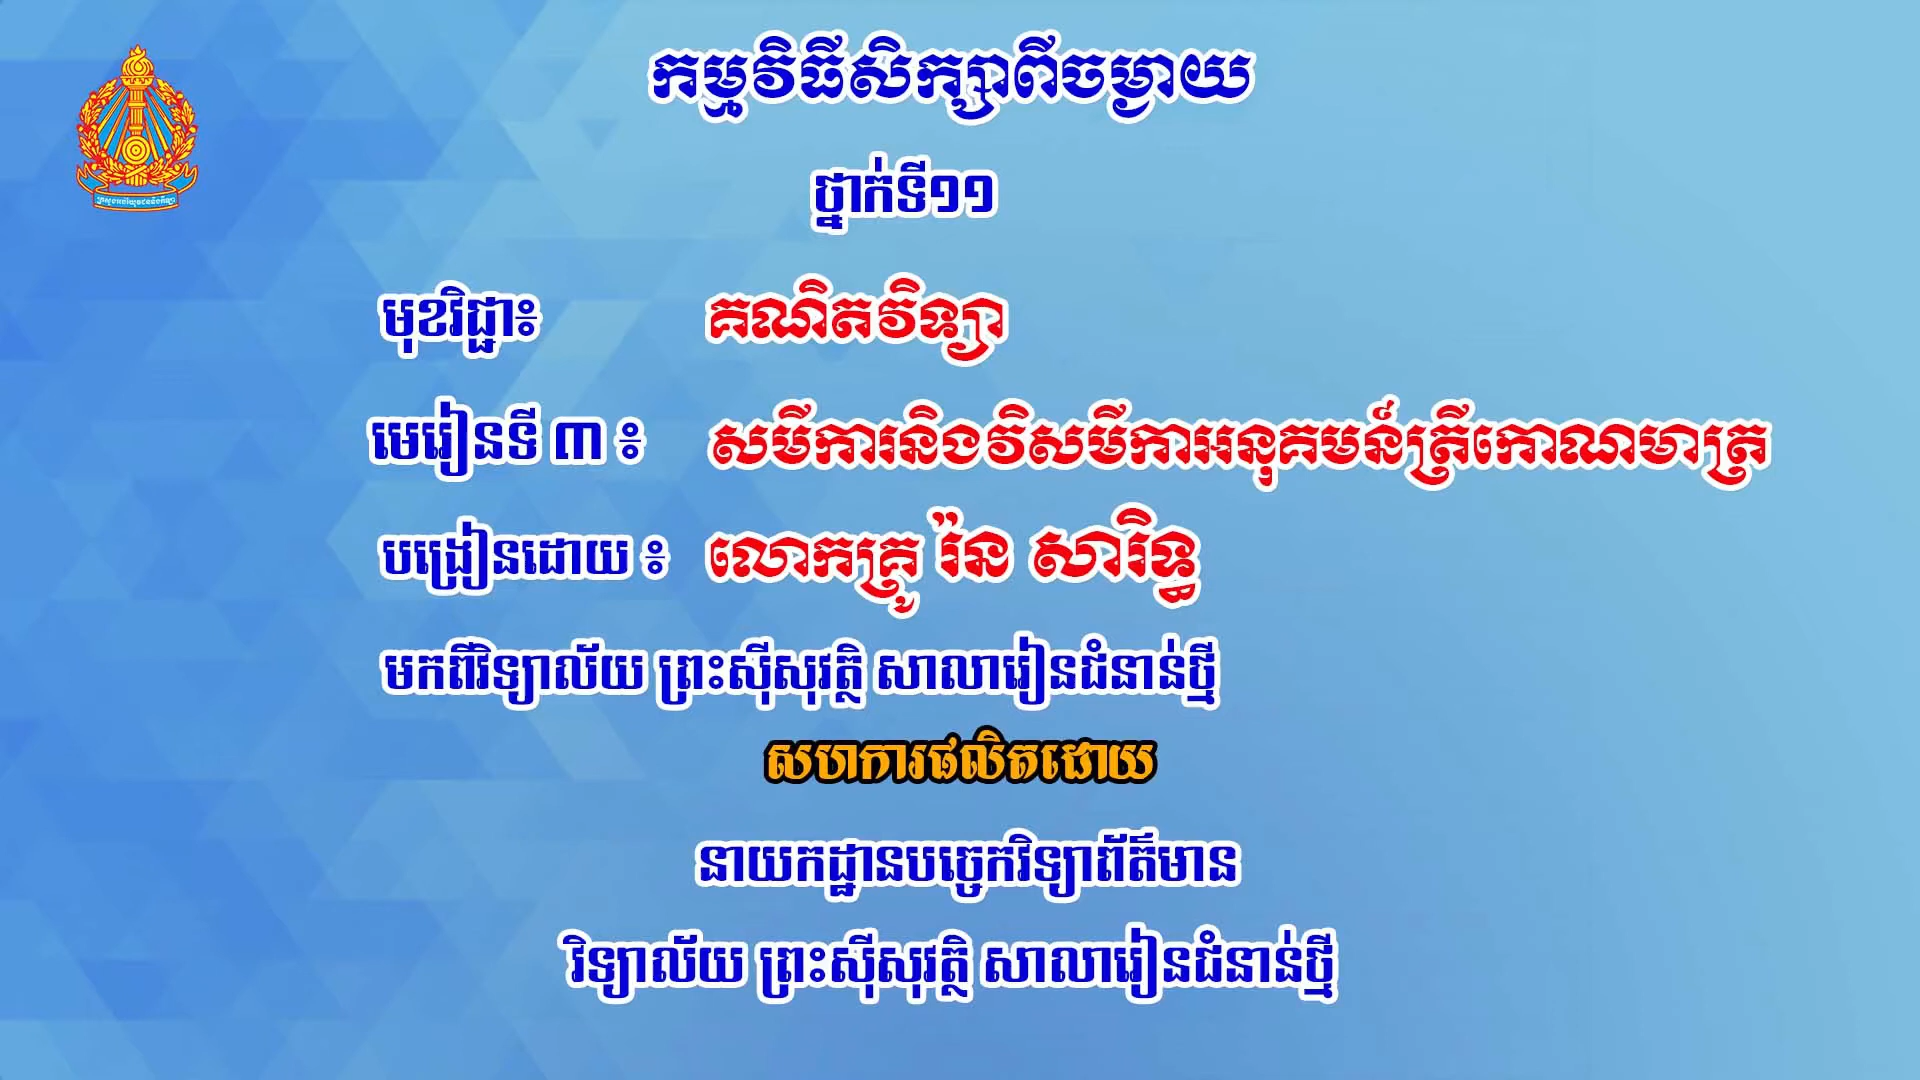 កម្មវិធីសិក្សាពីចម្ងាយ
ថ្នាក់ទី១១
មុខវិជ្ជា៖ គណិតវិទ្យា
មេរៀនទី ៣ ៖ សមីការនិងវិសមីការអនុគមន៍ត្រីកោណមាត្រ
បង្រៀនដោយ ៖ លោកគ្រូ រ៉ន សារិទ្ធ
មកពីវិទ្យាល័យ ព្រះស៊ីសុវត្ថិ សាលារៀនជំនាន់ថ្មី
សហការផលិតដោយ
នាយកដ្ឋានបច្ចេកវិទ្យាព័ត៌មាន
វិទ្យាល័យ ព្រះស៊ីសុវត្ថិ សាលារៀនជំនាន់ថ្មី